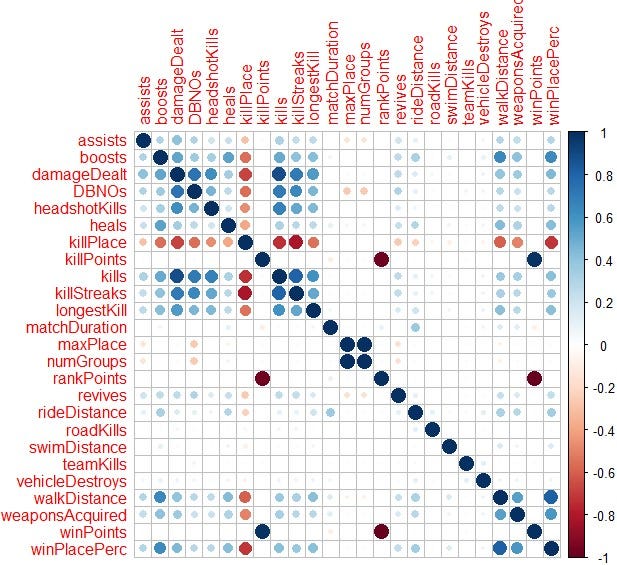 assists
boosts
damageDealt
DBNOs
headshotKills
heals
killPlace
killPoints
kills
killStreaks
longestKill
matchDuration
maxPlace
numGroups
rankPoints
revives
rideDistance
roadKills
swimDistance
teamKills
vehicleDestroys
walkDistance
weaponsAcquired
winPoints
winPlacePerc
assists
boosts
damageDealt
DBNOs
headshotKills
heals
killPlace
killPoints
kills
killStreaks
longestKill
matchDuration
maxPlace
numGroups
rankPoints
revives
rideDistance
roadKills
swimDistance
teamKills
vehicleDestroys
walkDistance
weaponsAcquired
winPoints
winPlacePerc
1
0.8
0.6
0.4
0.2
0
-0.2
-0.4
-0.6
-0.8
-1